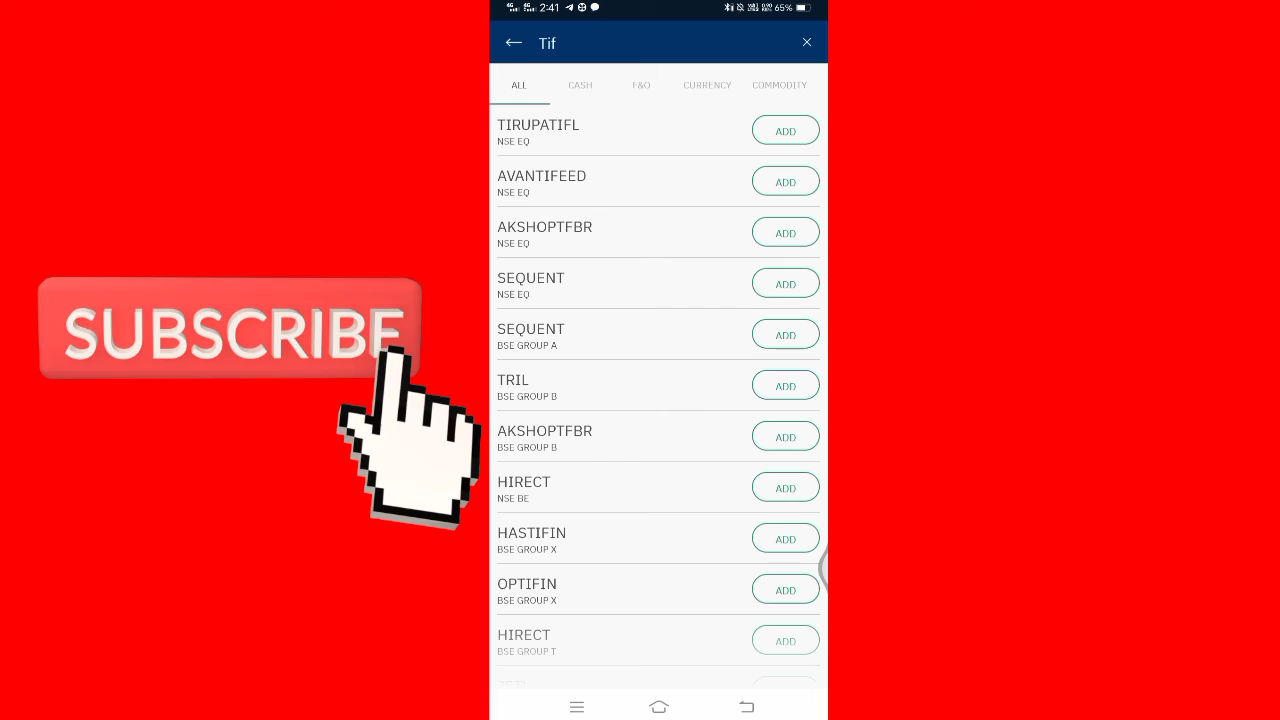 2:41
65%
Tif
ALL CASH F&O CURRENCY COMMODITY
TIRUPATIFL
NSE EQ
ADD
AVANTIFEED
NSE EQ
ADD
AKSHOPTFBR
NSE EQ
ADD
SEQUENT
NSE EQ
ADD
SEQUENT
BSE GROUP A
ADD
TRIL
BSE GROUP B
ADD
AKSHOPTFBR
BSE GROUP B
ADD
HIRECT
NSE BE
ADD
HASTIFIN
BSE GROUP X
ADD
OPTIFIN
BSE GROUP X
ADD
HIRECT
BSE GROUP T
ADD
SUBSCRIBE